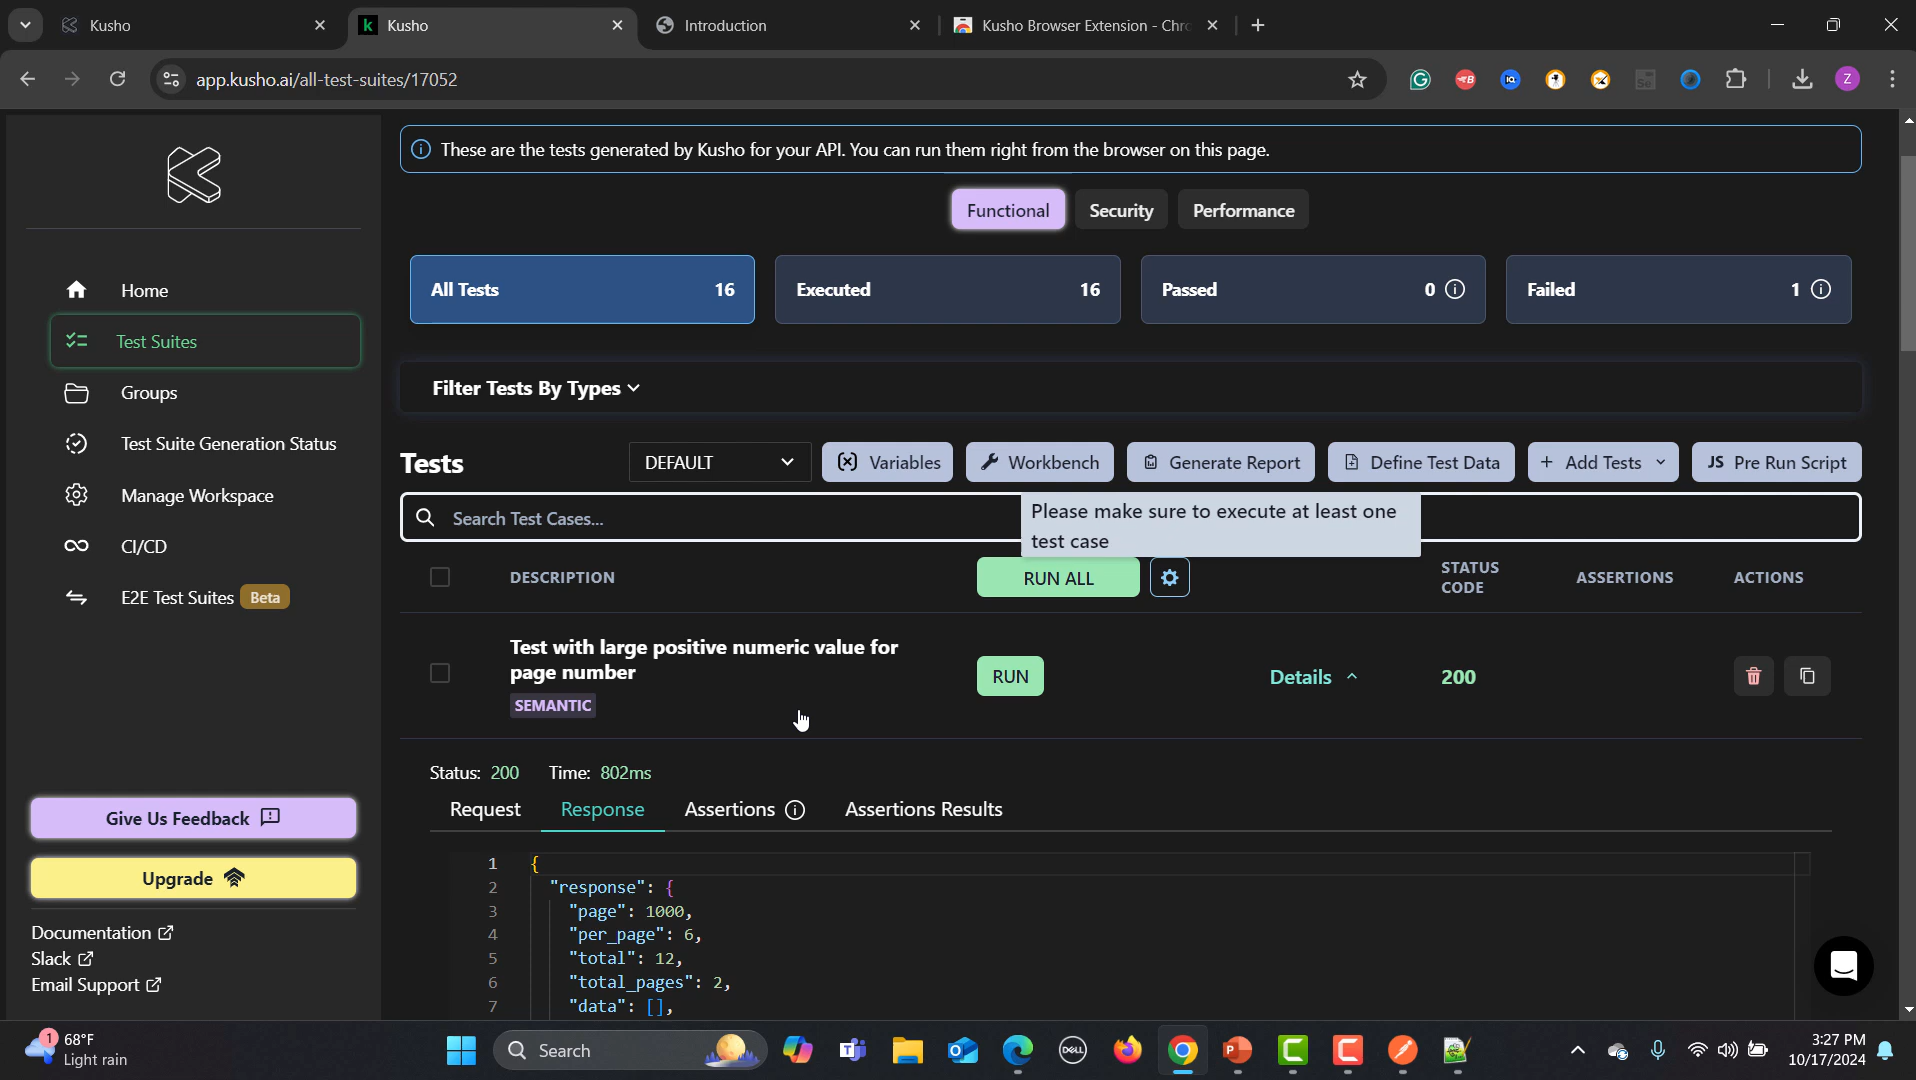 Kusho
Kusho
Introduction
Kusho Browser Extension - Chr
app.kusho.ai/all-test-suites/17052
Z
These are the tests generated by Kusho for your API. You can run them right from the browser on this page.
Functional
Security
Performance
All Tests 16
Executed 16
Passed 0
Failed 1
Filter Tests By Types
Home
Test Suites
Groups
Test Suite Generation Status
Manage Workspace
CI/CD
E2E Test Suites Beta
Give Us Feedback
Upgrade
Documentation
Slack
Email Support
Tests
DEFAULT
Variables
Workbench
Generate Report
Define Test Data
+ Add Tests
JS Pre Run Script
Search Test Cases...
Please make sure to execute at least one
test case
DESCRIPTION
RUN ALL
STATUS
CODE
ASSERTIONS
ACTIONS
Test with large positive numeric value for
page number
SEMANTIC
RUN
Details
200
Status: 200 Time: 802ms
Request
Response
Assertions
Assertions Results
1 {
2 "response": {
3 "page": 1000,
4 "per_page": 6,
5 "total": 12,
6 "total_pages": 2,
7 "data": [],
1
68°F
Light rain
Search
DELL
3:27 PM
10/17/2024